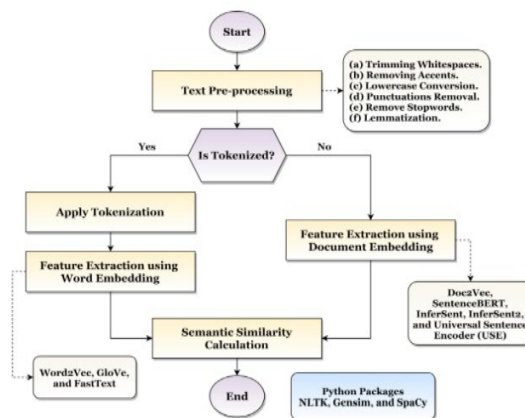 Start
Text Pre-processing
(a) Trimming Whitespaces.
(b) Removing Accents.
(c) Lowercase Conversion.
(d) Punctuations Removal.
(e) Remove Stopwords.
(f) Lemmatization.
Is Tokenized?
Yes
No
Apply Tokenization
Feature Extraction using
Word Embedding
Feature Extraction using
Document Embedding
Doc2Vec,
SentenceBERT,
InferSent, InferSent2,
and Universal Sentence
Encoder (USE)
Semantic Similarity
Calculation
Word2Vec, GloVe,
and FastText
End
Python Packages
NLTK, Gensim, and SpaCy